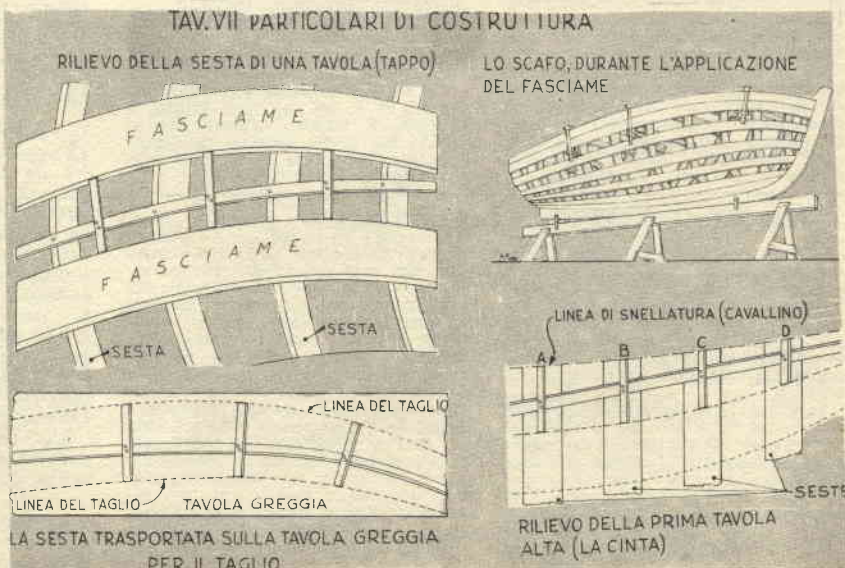 TAV. VII PARTICOLARI DI COSTRUTTURA
RILIEVO DELLA SESTA DI UNA TAVOLA (TAPPO)
FASCIAME
FASCIAME
SESTA
SESTA
LO SCAFO, DURANTE L'APPLICAZIONE
DEL FASCIAME
LINEA DEL TAGLIO
LINEA DEL TAGLIO
TAVOLA GREGGIA
LA SESTA TRASPORTATA SULLA TAVOLA GREGGIA
PER IL TAGLIO
LINEA DI SNELLATURA (CAVALLINO)
A B C D
SESTE
RILIEVO DELLA PRIMA TAVOLA
ALTA (LA CINTA)